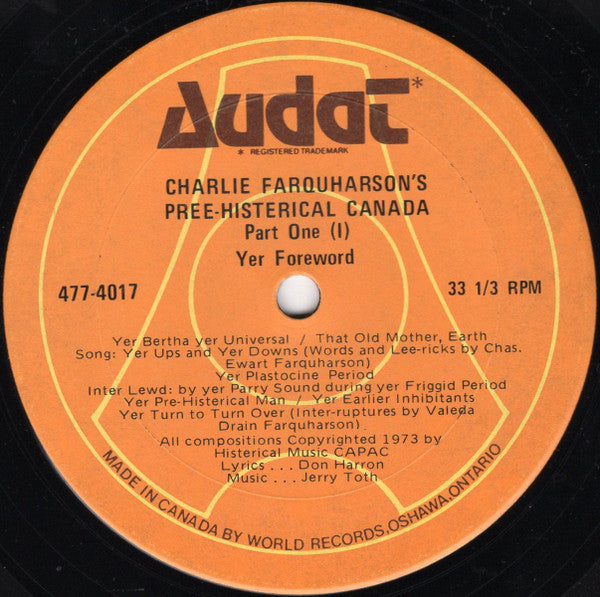 Audat*
* REGISTERED TRADEMARK
CHARLIE FARQUHARSON'S
PREE-HISTERICAL CANADA
Part One (I)
Yer Foreword
477-4017
33 1/3 RPM
Yer Bertha yer Universal / That Old Mother, Earth
Song: Yer Ups and Yer Downs (Words and Lee-ricks by Chas.
Ewart Farquharson)
Yer Plastocine Period
Inter Lewd: by yer Parry Sound during yer Friggid Period
Yer Pre-Histerical Man / Yer Earlier Inhibitants
Yer Turn to Turn Over (Inter-ruptures by Valeda
Drain Farquharson)
All compositions Copyrighted 1973 by
Histerical Music CAPAC
Lyrics . . . Don Harron
Music . . . Jerry Toth
MADE IN CANADA BY WORLD RECORDS, OSHAWA, ONTARIO